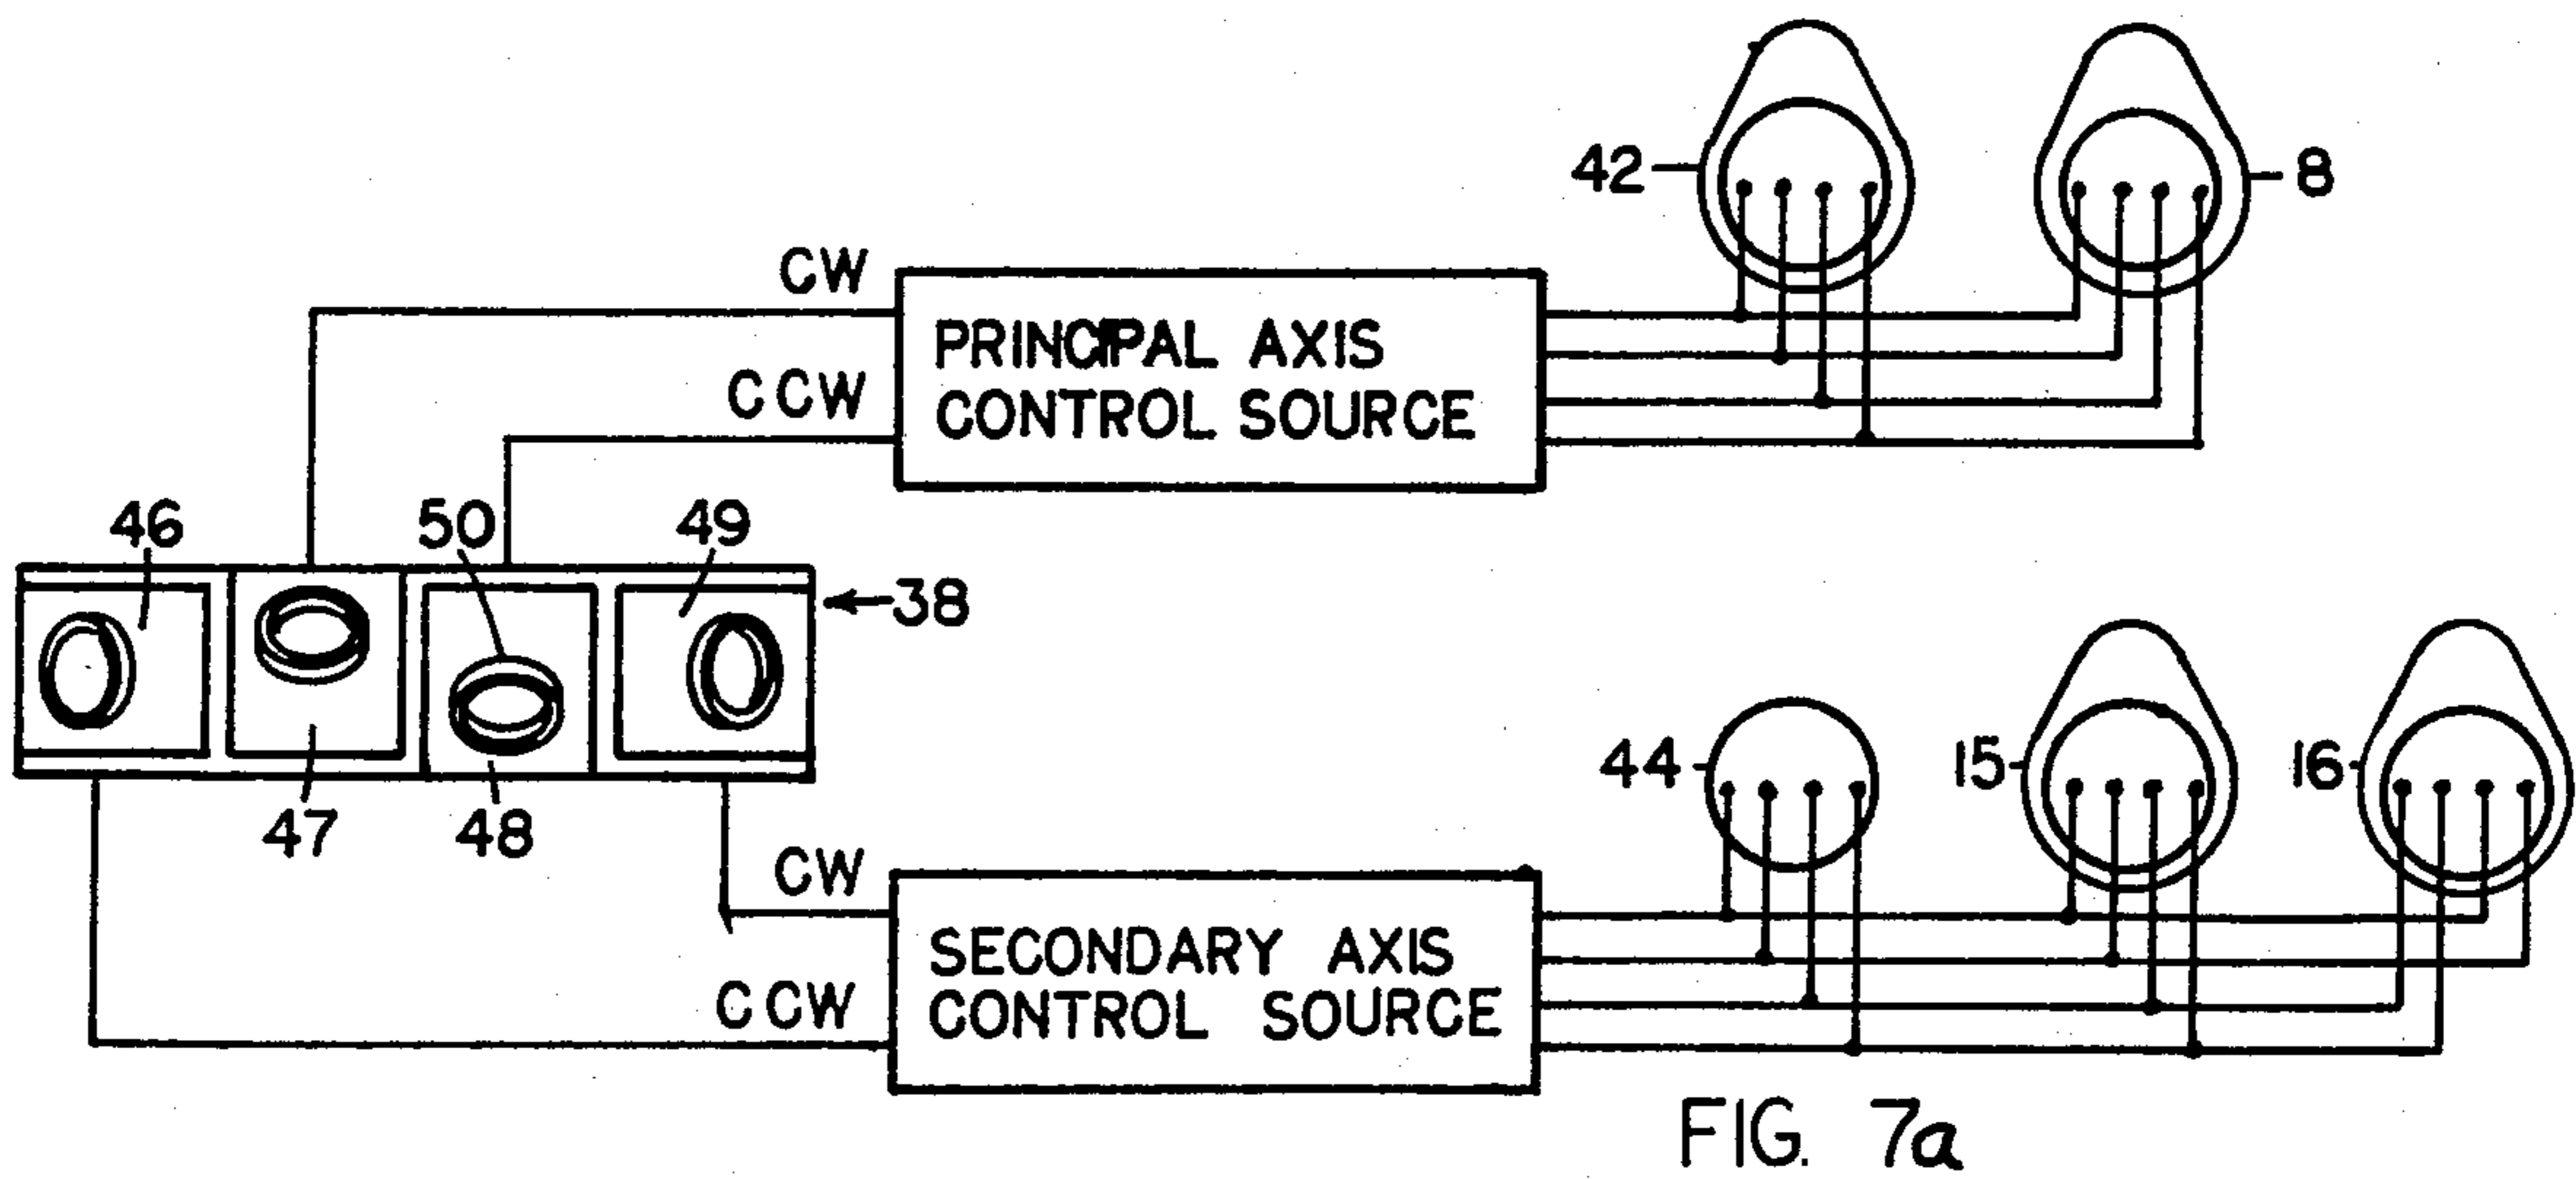 42
8
CW
PRINCIPAL AXIS
CONTROL SOURCE
CCW
46
50
49
38
47
48
44
15
16
CW
SECONDARY AXIS
CONTROL SOURCE
CCW
FIG. 7a